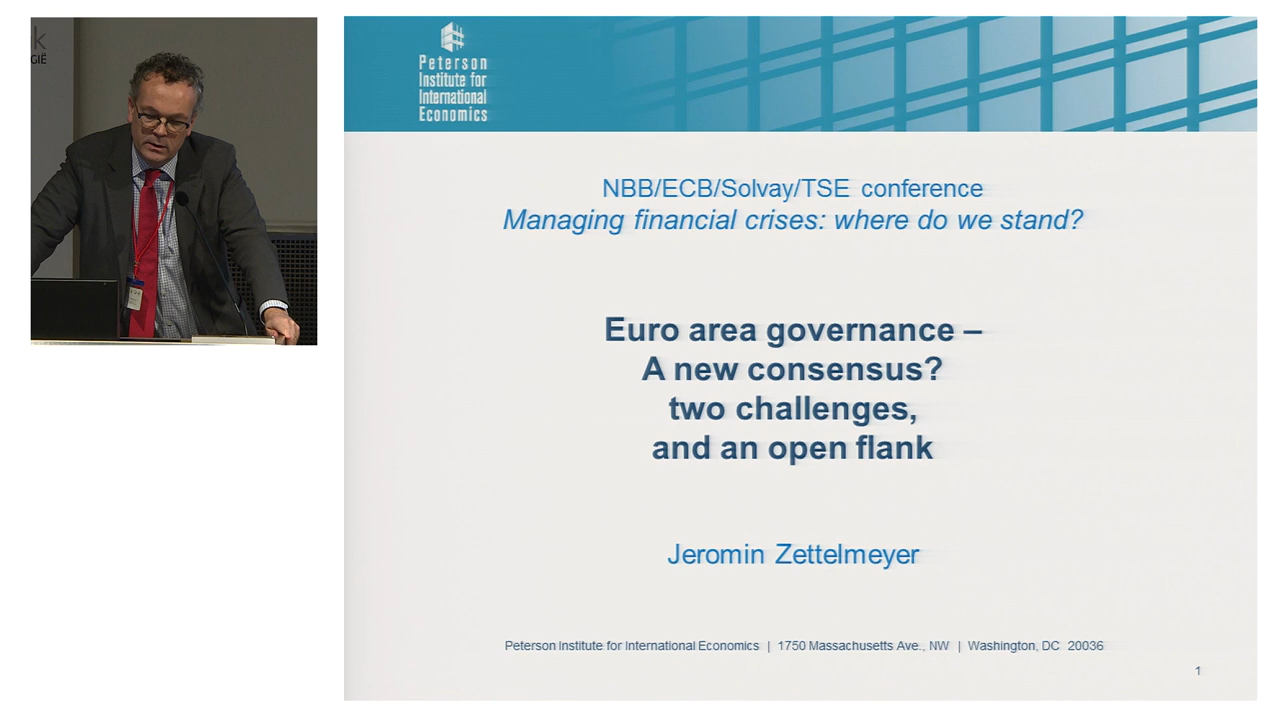 k
GIË
Peterson
Institute for
International
Economics
NBB/ECB/Solvay/TSE conference
Managing financial crises: where do we stand?
Euro area governance –
A new consensus?
two challenges,
and an open flank
Jeromin Zettelmeyer
Peterson Institute for International Economics | 1750 Massachusetts Ave., NW | Washington, DC 20036
1